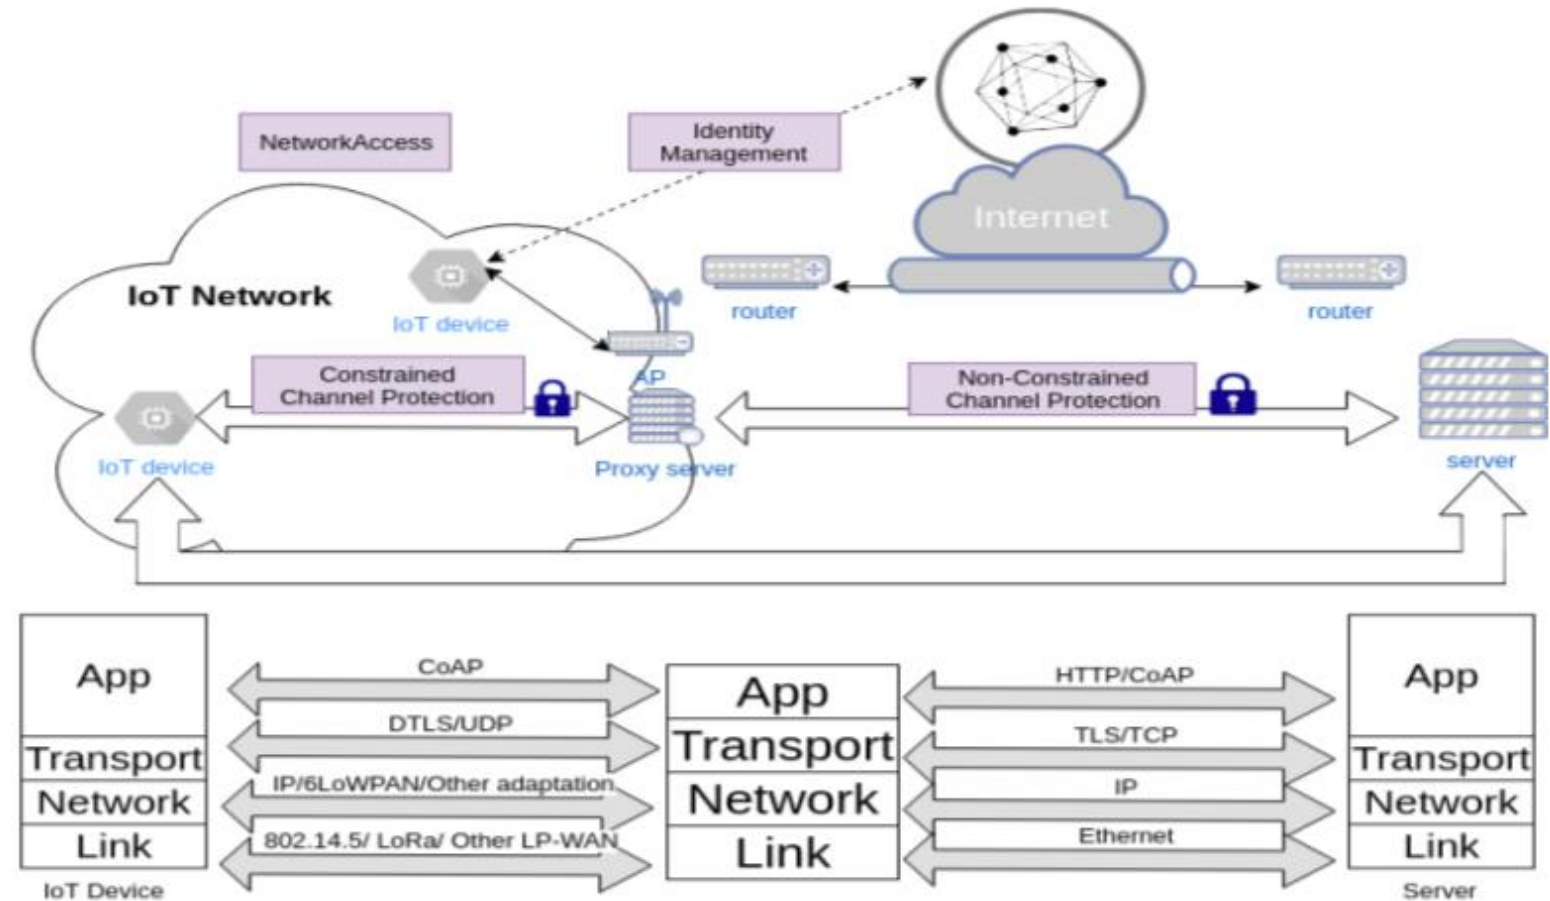 NetworkAccess
Identity
Management
Internet
IoT Network
IoT device
router
router
AP
Constrained
Channel Protection
Non-Constrained
Channel Protection
IoT device
Proxy server
server
App
Transport
Network
Link
IoT Device
CoAP
DTLS/UDP
IP/6LoWPAN/Other adaptation
802.14.5/ LoRa/ Other LP-WAN
App
Transport
Network
Link
HTTP/CoAP
TLS/TCP
IP
Ethernet
App
Transport
Network
Link
Server